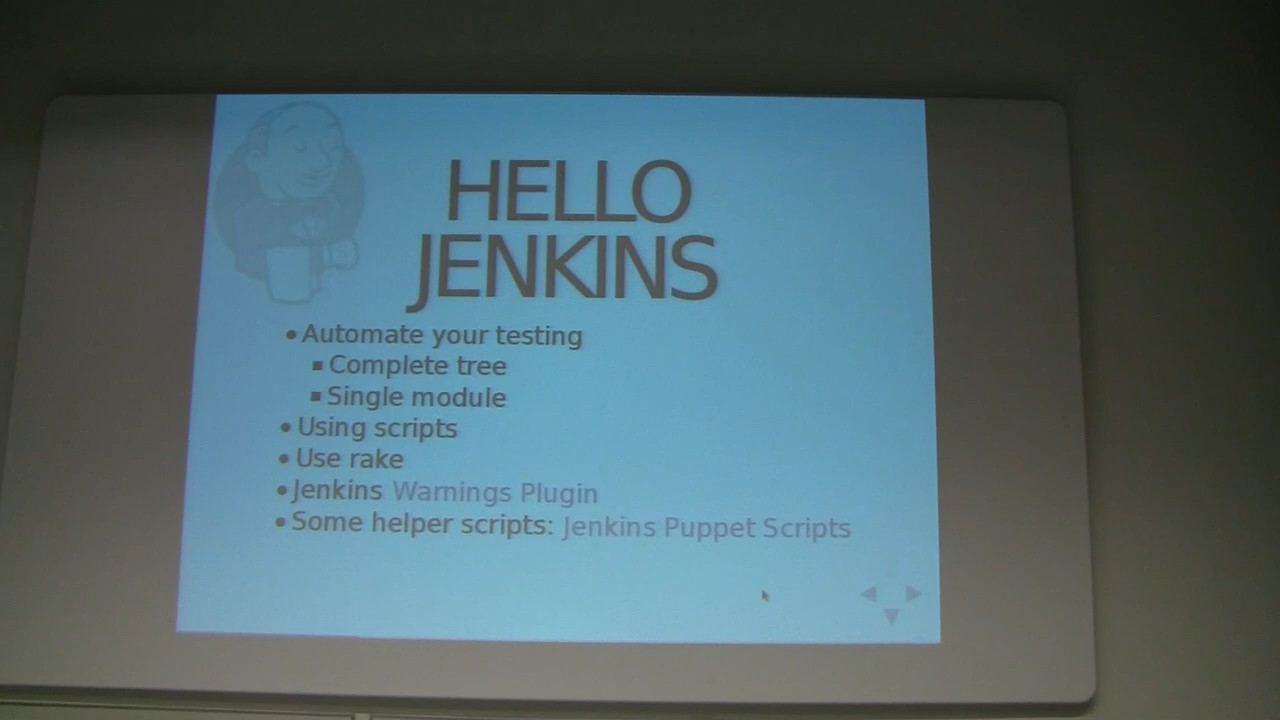 HELLO
JENKINS
• Automate your testing
▪ Complete tree
▪ Single module
• Using scripts
• Use rake
• Jenkins Warnings Plugin
• Some helper scripts: Jenkins Puppet Scripts